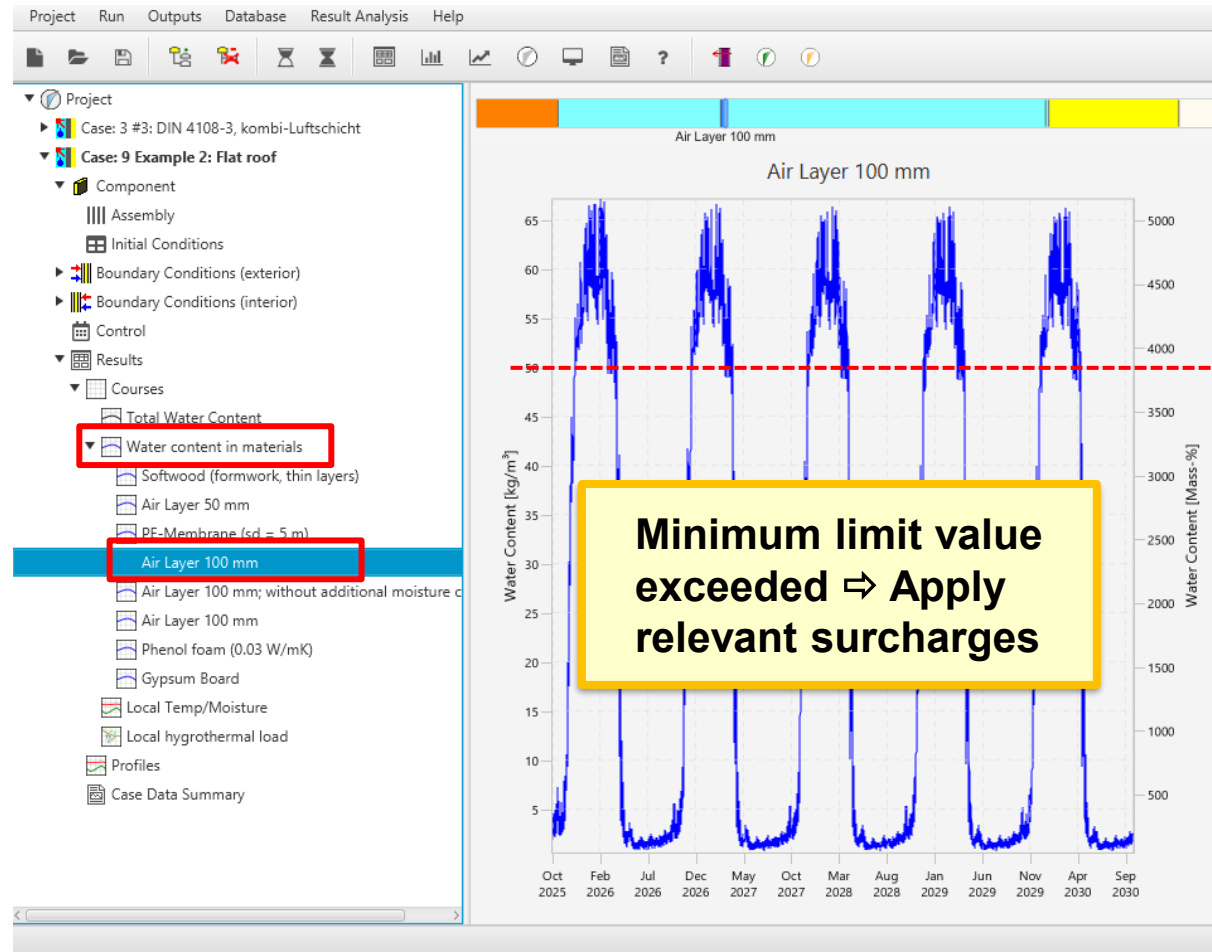 Project Run Outputs Database Result Analysis Help
?
Project
Case: 3 #3: DIN 4108-3, kombi-Luftschicht
Case: 9 Example 2: Flat roof
Component
Assembly
Initial Conditions
Boundary Conditions (exterior)
Boundary Conditions (interior)
Control
Results
Courses
Total Water Content
Water content in materials
Softwood (formwork, thin layers)
Air Layer 50 mm
PE-Membrane (sd = 5 m)
Air Layer 100 mm
Air Layer 100 mm; without additional moisture c
Air Layer 100 mm
Phenol foam (0.03 W/mK)
Gypsum Board
Local Temp/Moisture
Local hygrothermal load
Profiles
Case Data Summary
Air Layer 100 mm
Air Layer 100 mm
Water Content [kg/m³]
65
60
55
50
45
40
35
30
25
20
15
10
5
Minimum limit value
exceeded ⇨ Apply
relevant surcharges
5000
4500
4000
3500
3000
2500
2000
1500
1000
500
Water Content [Mass-%]
Oct Feb Jul Dec May Oct Mar Aug Jan Jun Nov Apr Sep
2025 2026 2026 2026 2027 2027 2028 2028 2029 2029 2029 2030 2030